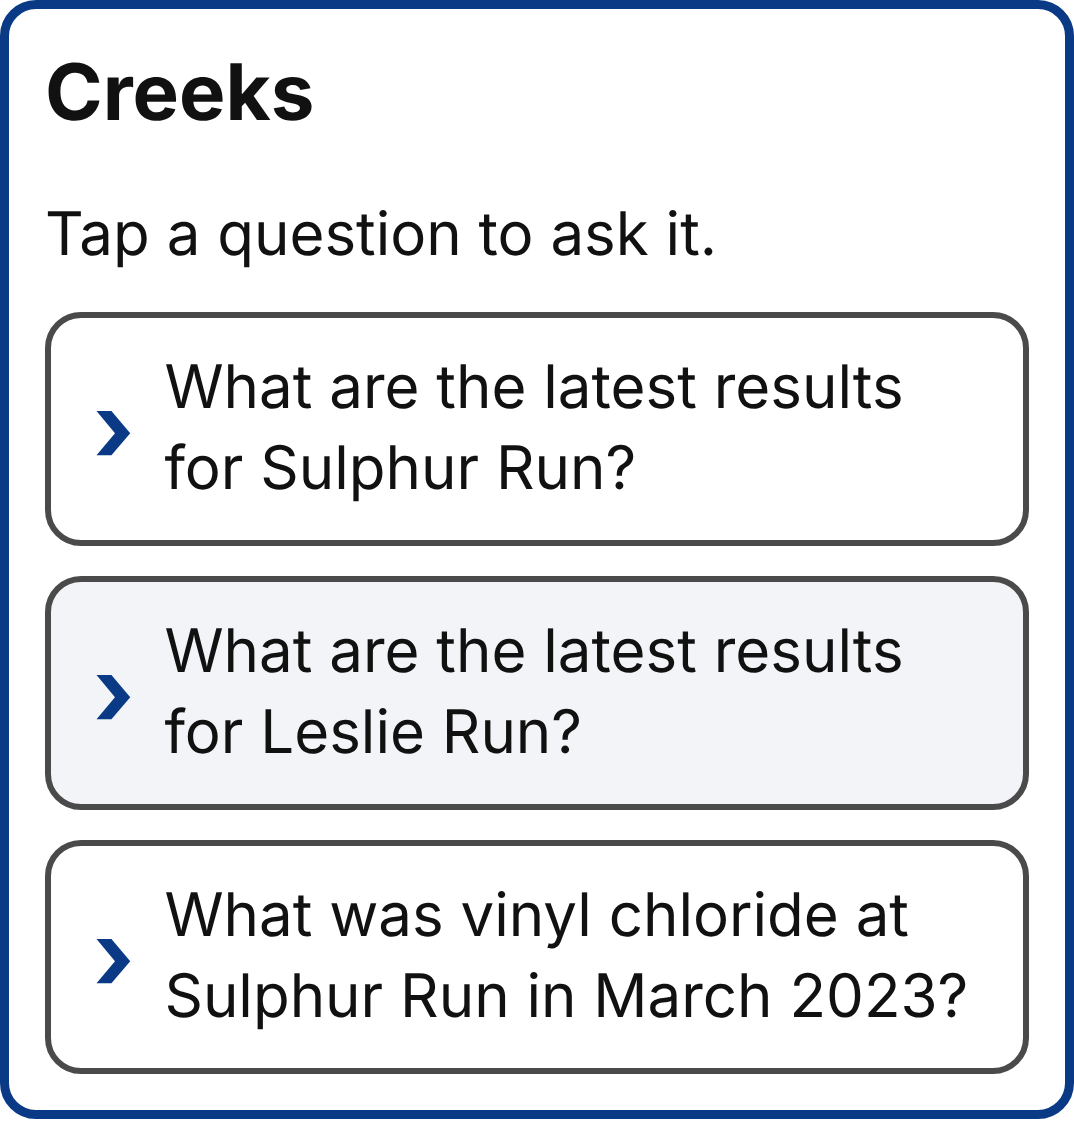 Creeks
Tap a question to ask it.
What are the latest results
for Sulphur Run?
What are the latest results
for Leslie Run?
What was vinyl chloride at
Sulphur Run in March 2023?